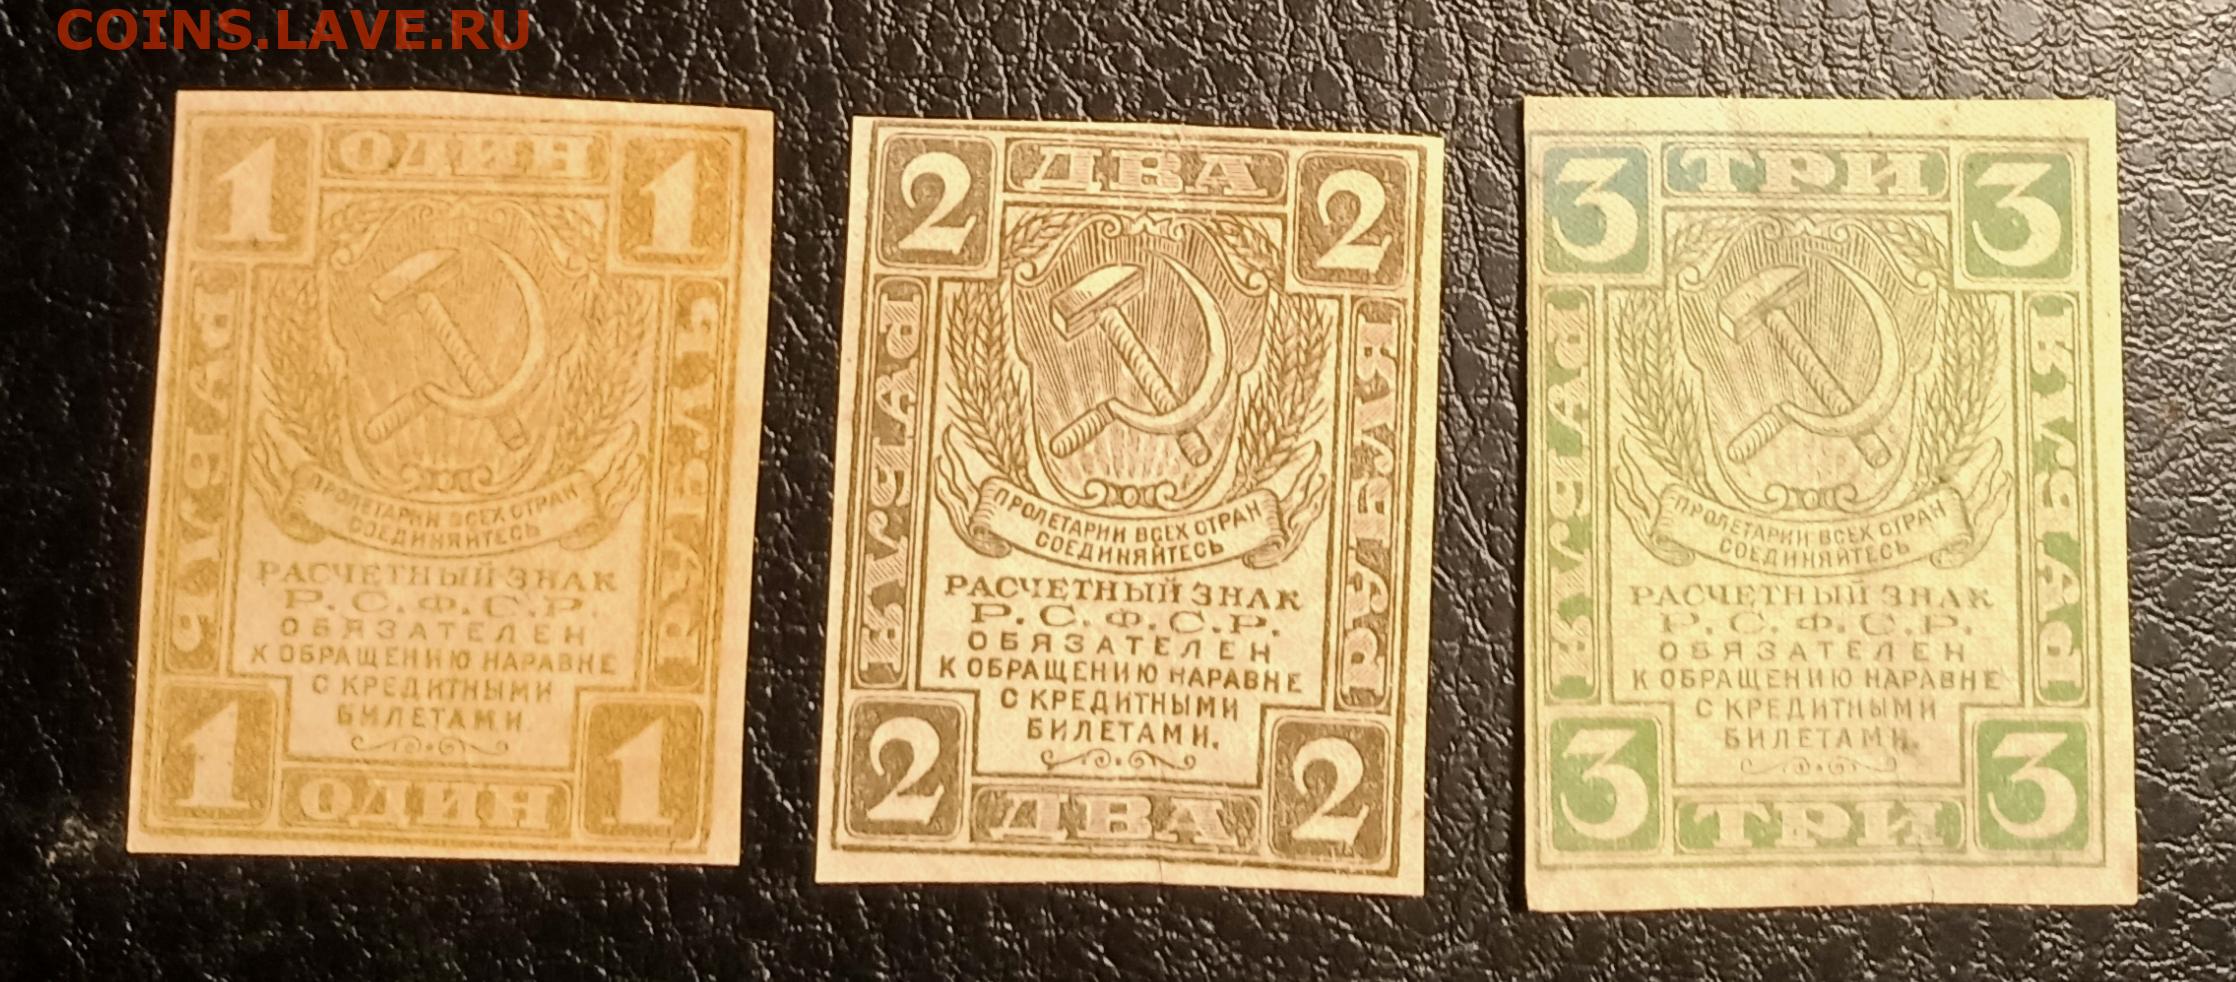 COINS.LAVE.RU
1 ОДИН 1
РУБЛЬ
РУБЛЬ
ПРОЛЕТАРИИ ВСЕХ СТРАН
СОЕДИНЯЙТЕСЬ
РАСЧЕТНЫЙ ЗНАК
Р.С.Ф.С.Р.
ОБЯЗАТЕЛЕН
К ОБРАЩЕНИЮ НАРАВНЕ
С КРЕДИТНЫМИ
БИЛЕТАМИ.
1 ОДИН 1
2 ДВА 2
РУБЛЯ
РУБЛЯ
ПРОЛЕТАРИИ ВСЕХ СТРАН
СОЕДИНЯЙТЕСЬ
РАСЧЕТНЫЙ ЗНАК
Р.С.Ф.С.Р.
ОБЯЗАТЕЛЕН
К ОБРАЩЕНИЮ НАРАВНЕ
С КРЕДИТНЫМИ
БИЛЕТАМИ.
2 ДВА 2
3 ТРИ 3
РУБЛЯ
РУБЛЯ
ПРОЛЕТАРИИ ВСЕХ СТРАН
СОЕДИНЯЙТЕСЬ
РАСЧЕТНЫЙ ЗНАК
Р.С.Ф.С.Р.
ОБЯЗАТЕЛЕН
К ОБРАЩЕНИЮ НАРАВНЕ
С КРЕДИТНЫМИ
БИЛЕТАМИ.
3 ТРИ 3